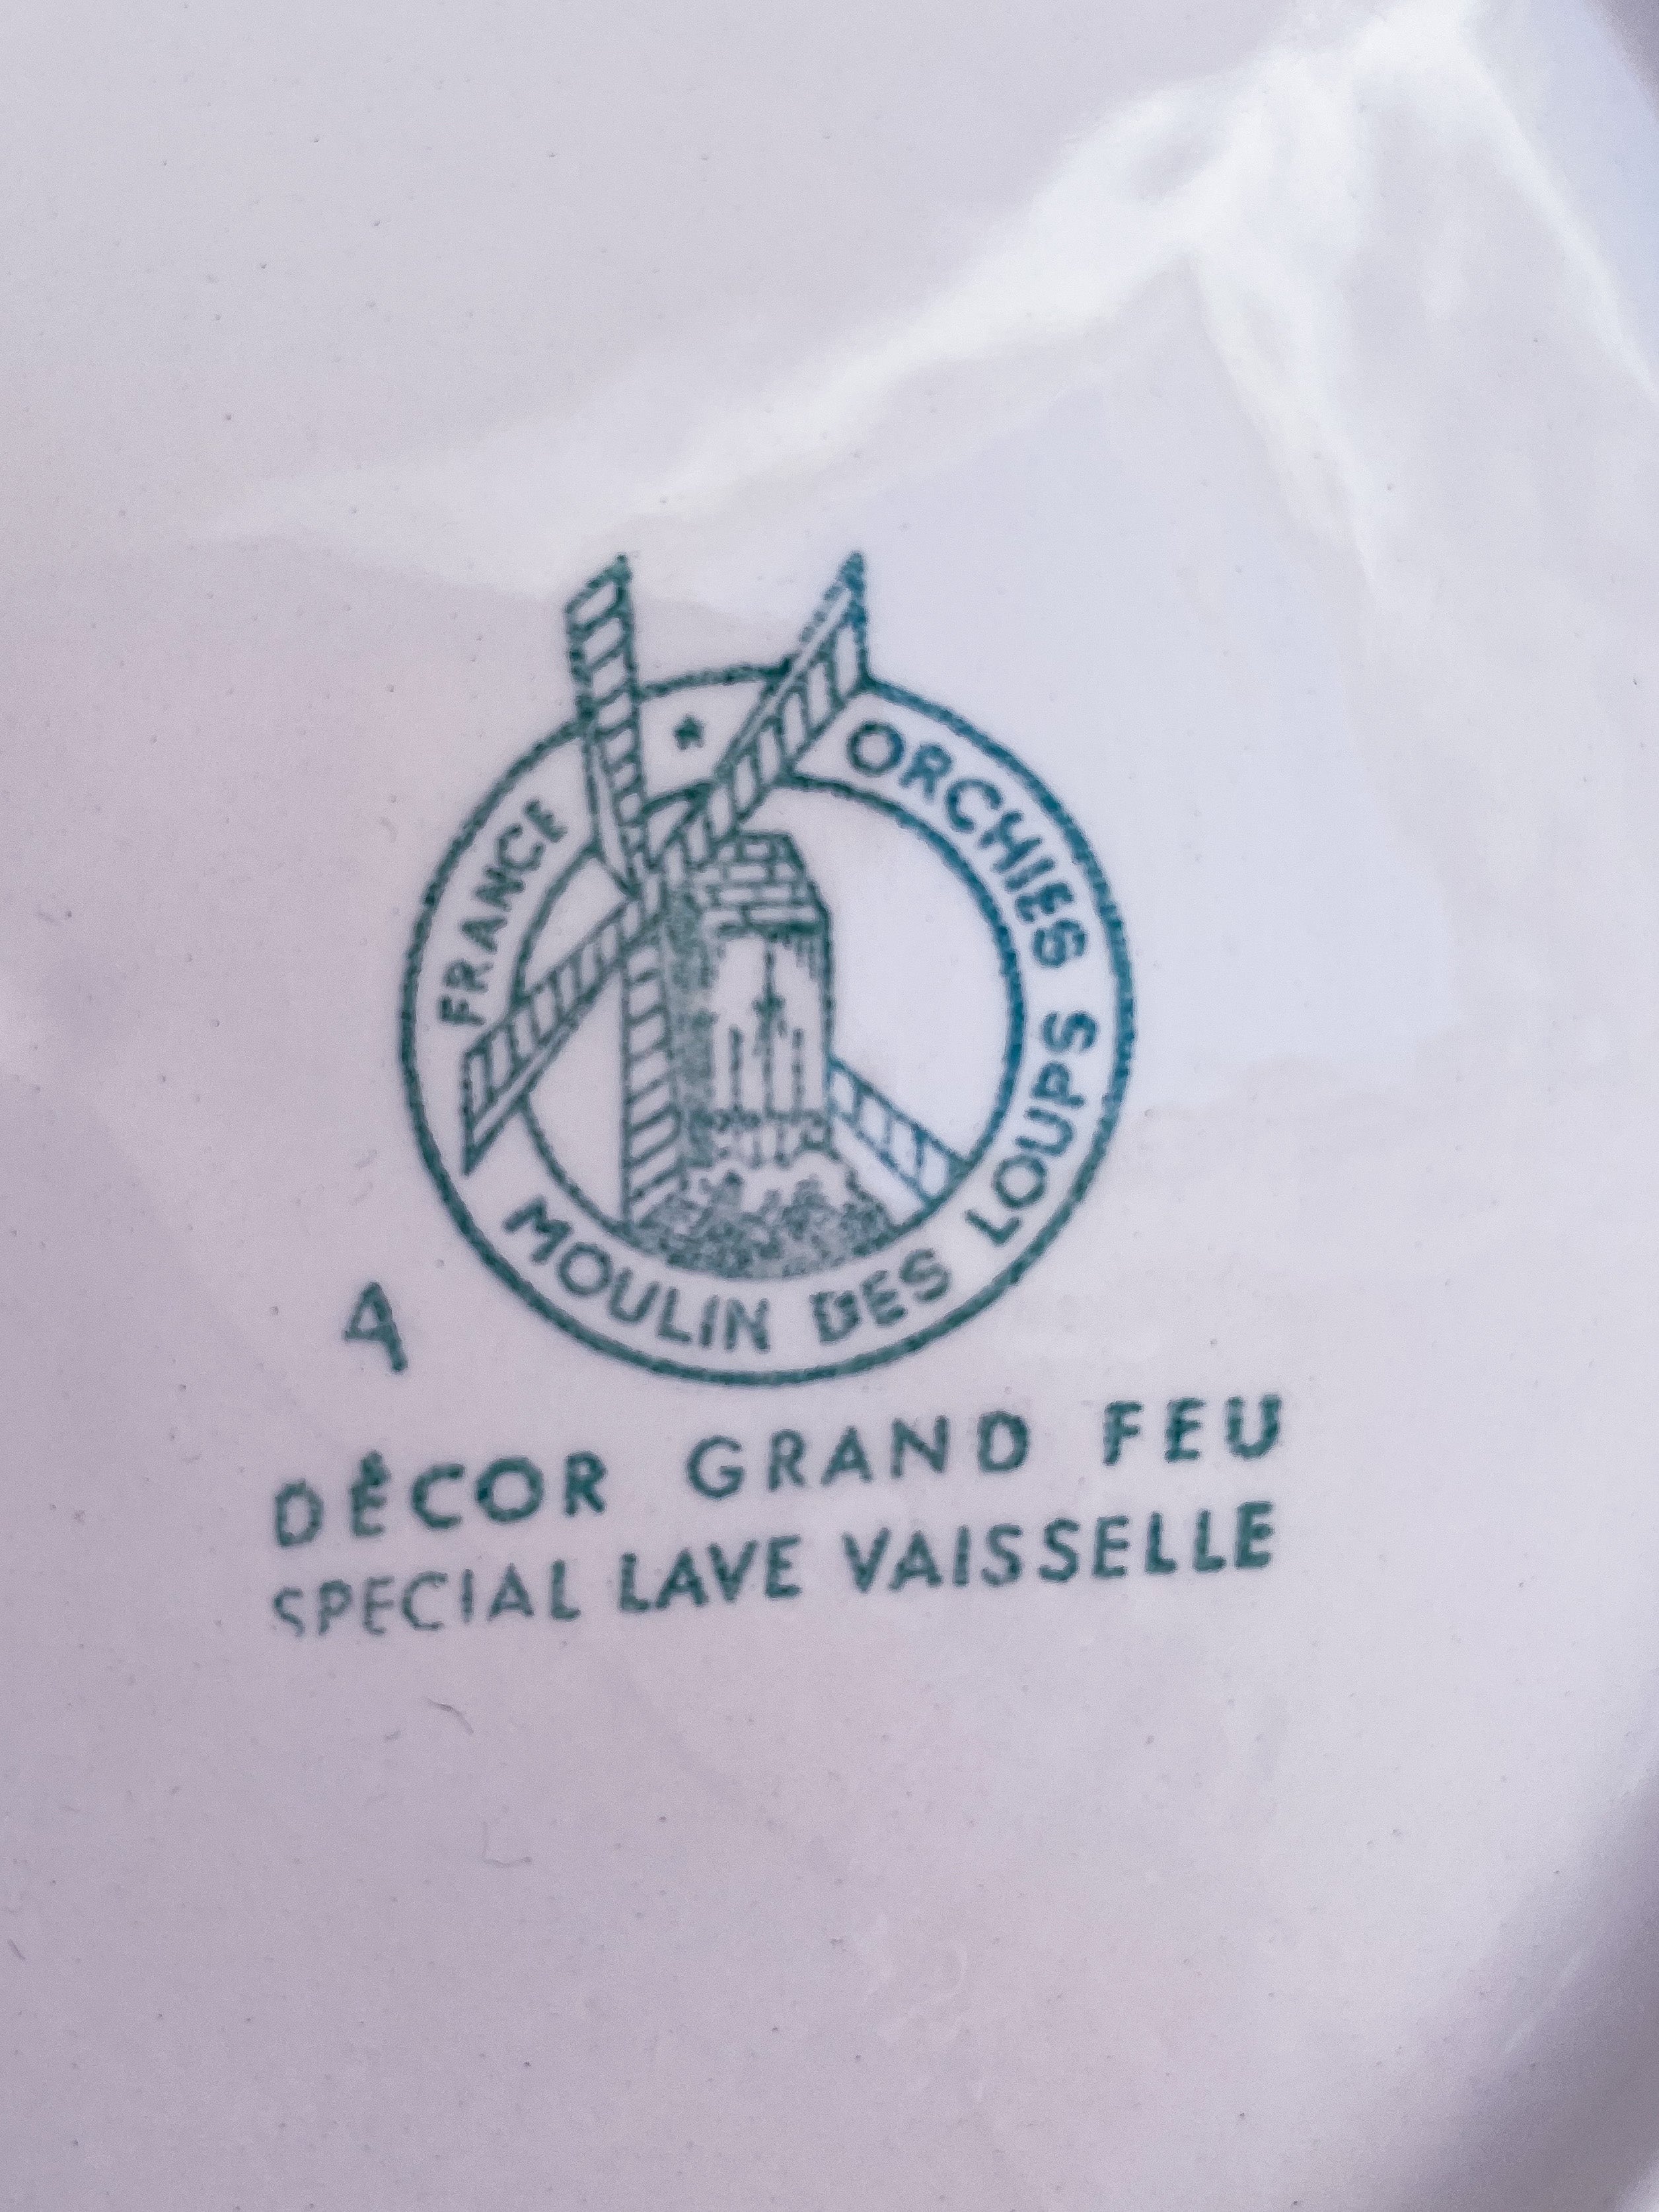 FRANCE
ORCHIES
MOULIN DES LOUPS
4
DÉCOR GRAND FEU
SPECIAL LAVE VAISSELLE